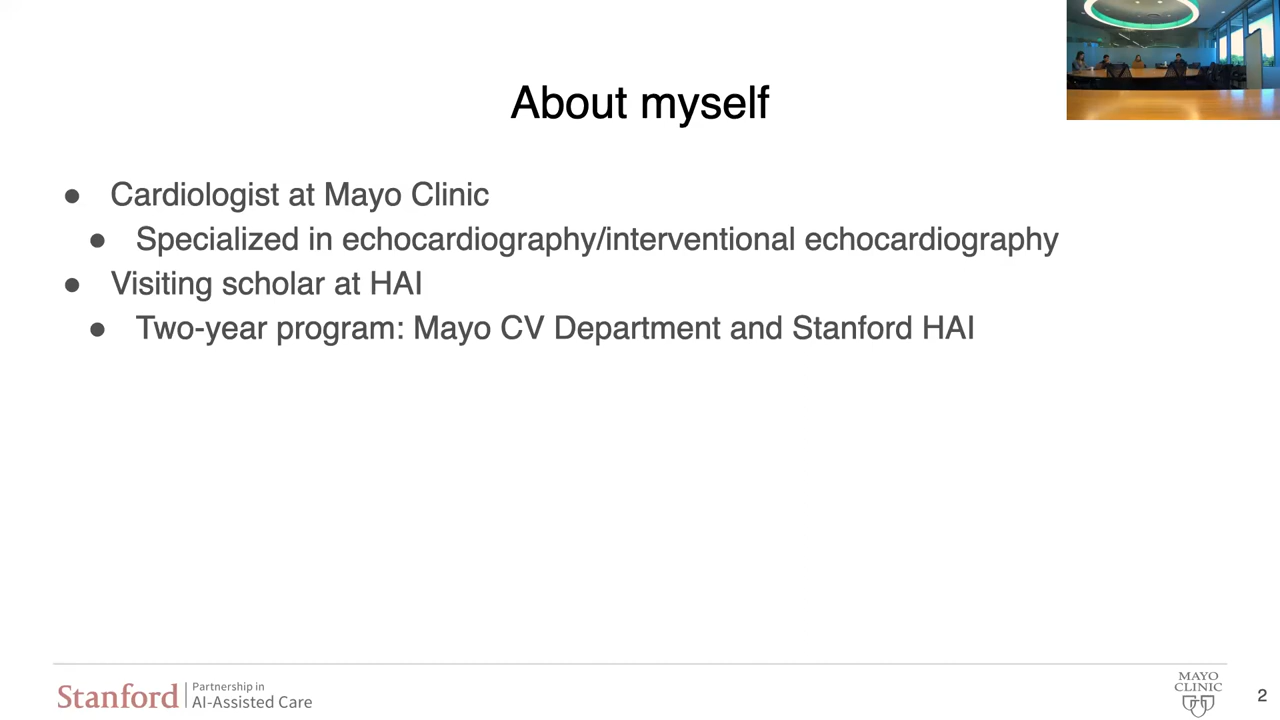 About myself
● Cardiologist at Mayo Clinic
● Specialized in echocardiography/interventional echocardiography
● Visiting scholar at HAI
● Two-year program: Mayo CV Department and Stanford HAI
Stanford
Partnership in
AI-Assisted Care
MAYO
CLINIC
2